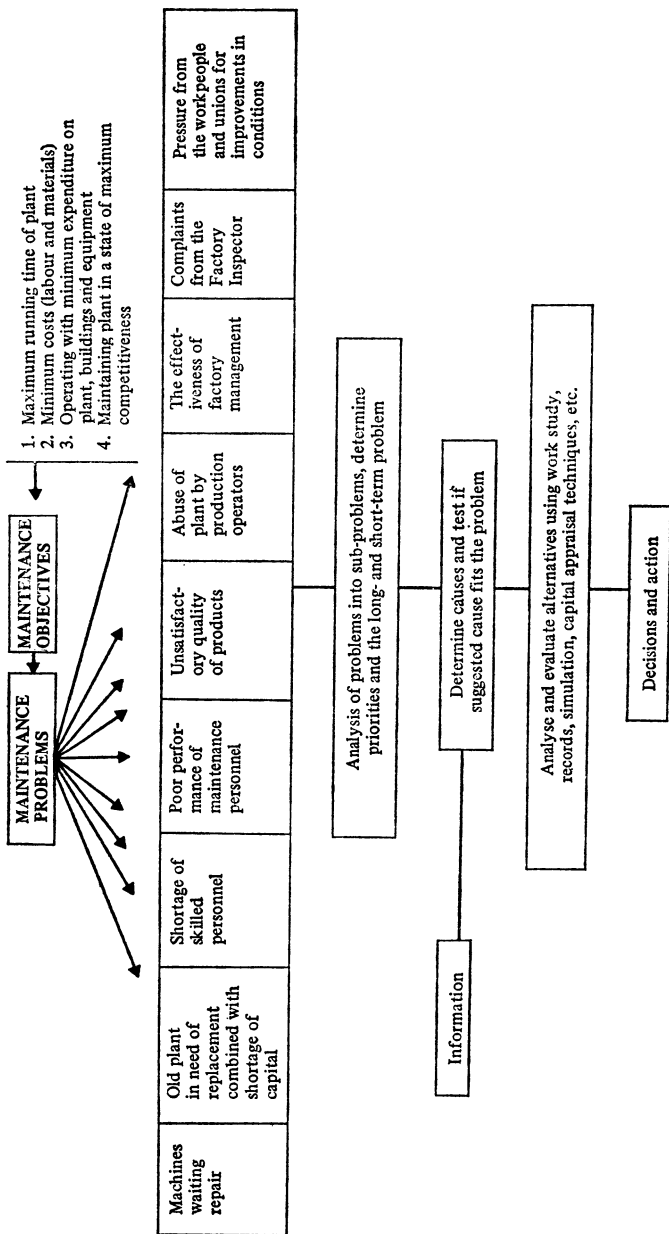 MAINTENANCE
PROBLEMS
MAINTENANCE
OBJECTIVES
1. Maximum running time of plant
2. Minimum costs (labour and materials)
3. Operating with minimum expenditure on
plant, buildings and equipment
4. Maintaining plant in a state of maximum
competitiveness
Machines
waiting
repair
Old plant
in need of
replacement
combined with
shortage of
capital
Shortage of
skilled
personnel
Poor perfor-
mance of
maintenance
personnel
Unsatisfact-
ory quality
of products
Abuse of
plant by
production
operators
The effect-
iveness of
factory
management
Complaints
from the
Factory
Inspector
Pressure from
the workpeople
and unions for
improvements in
conditions
Analysis of problems into sub-problems, determine
priorities and the long- and short-term problem
Information
Determine causes and test if
suggested cause fits the problem
Analyse and evaluate alternatives using work study,
records, simulation, capital appraisal techniques, etc.
Decisions and action